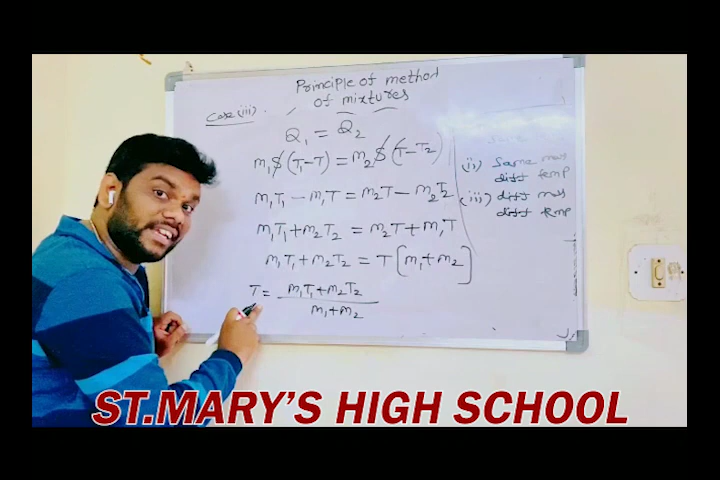 Principle of method
of mixtures
Case (iii).
Q₁ = Q₂
m₁S(T₁-T) = m₂S(T-T₂)
m₁T₁ - m₁T = m₂T - m₂T₂
m₁T₁ + m₂T₂ = m₂T + m₁T
m₁T₁ + m₂T₂ = T[m₁+m₂]
T = m₁T₁+m₂T₂ / m₁+m₂
(ii) Same mas
diff temp
(iii) diff mas
diff temp
ST.MARY'S HIGH SCHOOL